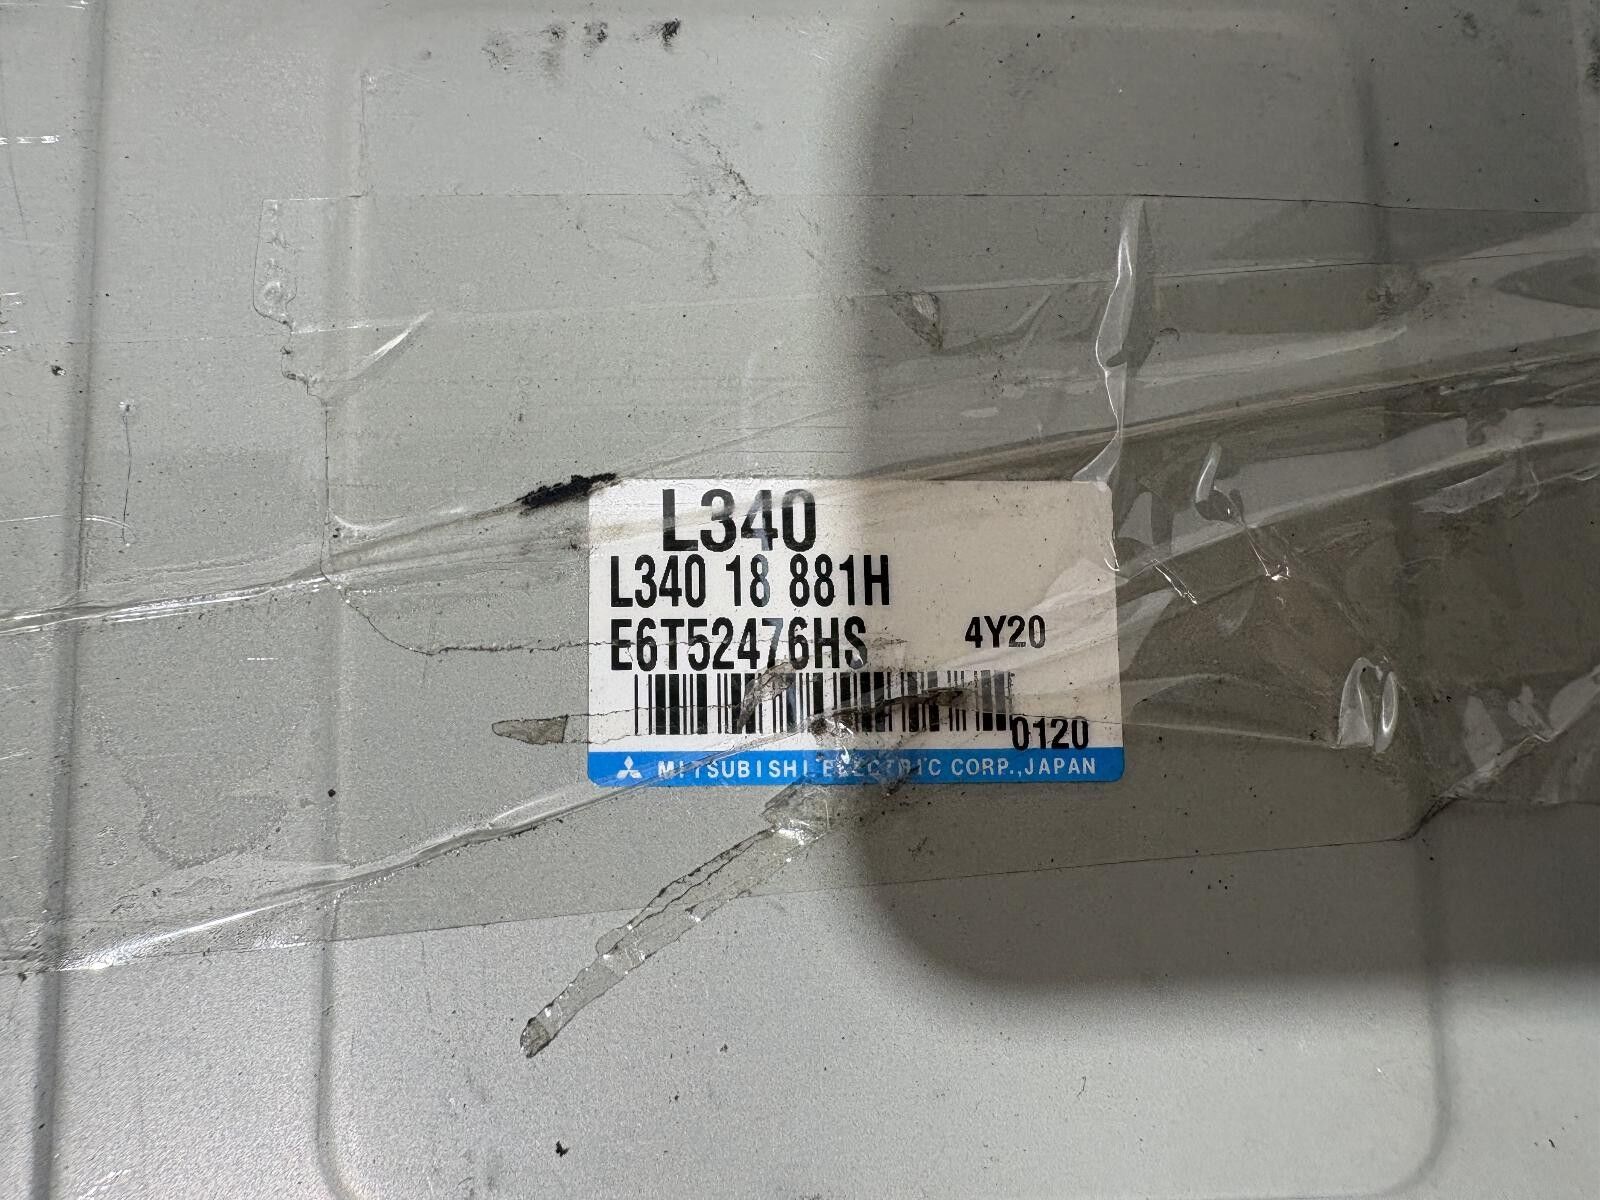 L340
L340 18 881H
E6T52476HS 4Y20
0120
MITSUBISHI ELECTRIC CORP.,JAPAN